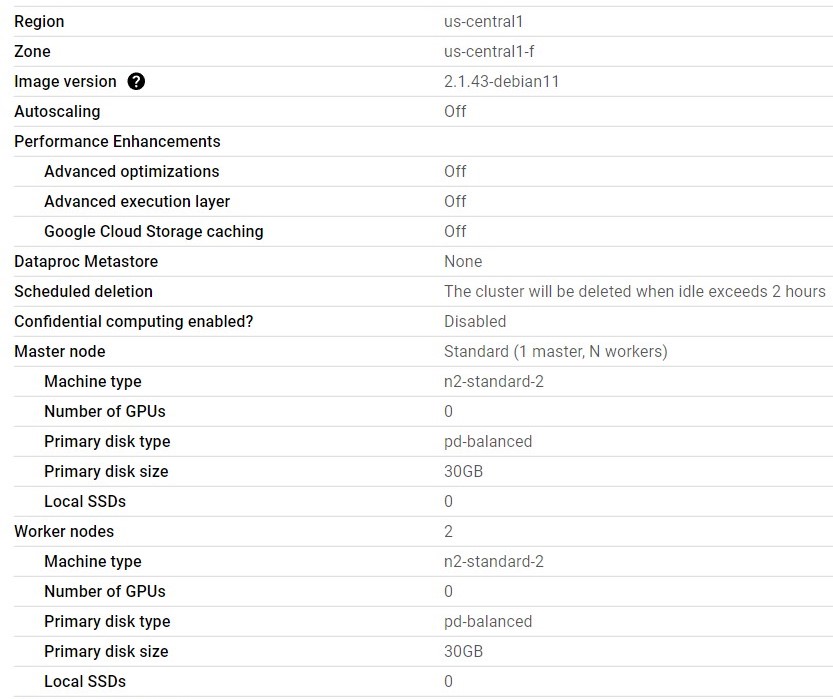 Region us-central1
Zone us-central1-f
Image version ? 2.1.43-debian11
Autoscaling Off
Performance Enhancements
Advanced optimizations Off
Advanced execution layer Off
Google Cloud Storage caching Off
Dataproc Metastore None
Scheduled deletion The cluster will be deleted when idle exceeds 2 hours
Confidential computing enabled? Disabled
Master node Standard (1 master, N workers)
Machine type n2-standard-2
Number of GPUs 0
Primary disk type pd-balanced
Primary disk size 30GB
Local SSDs 0
Worker nodes 2
Machine type n2-standard-2
Number of GPUs 0
Primary disk type pd-balanced
Primary disk size 30GB
Local SSDs 0